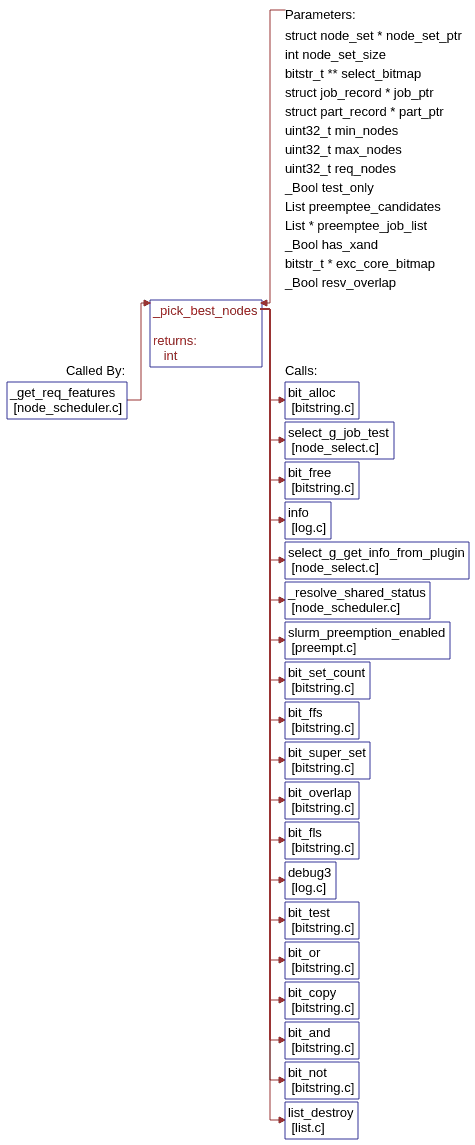 Parameters:
struct node_set * node_set_ptr
int node_set_size
bitstr_t ** select_bitmap
struct job_record * job_ptr
struct part_record * part_ptr
uint32_t min_nodes
uint32_t max_nodes
uint32_t req_nodes
_Bool test_only
List preemptee_candidates
List * preemptee_job_list
_Bool has_xand
bitstr_t * exc_core_bitmap
_Bool resv_overlap
_pick_best_nodes
returns:
int
Called By:
_get_req_features
[node_scheduler.c]
Calls:
bit_alloc
[bitstring.c]
select_g_job_test
[node_select.c]
bit_free
[bitstring.c]
info
[log.c]
select_g_get_info_from_plugin
[node_select.c]
_resolve_shared_status
[node_scheduler.c]
slurm_preemption_enabled
[preempt.c]
bit_set_count
[bitstring.c]
bit_ffs
[bitstring.c]
bit_super_set
[bitstring.c]
bit_overlap
[bitstring.c]
bit_fls
[bitstring.c]
debug3
[log.c]
bit_test
[bitstring.c]
bit_or
[bitstring.c]
bit_copy
[bitstring.c]
bit_and
[bitstring.c]
bit_not
[bitstring.c]
list_destroy
[list.c]